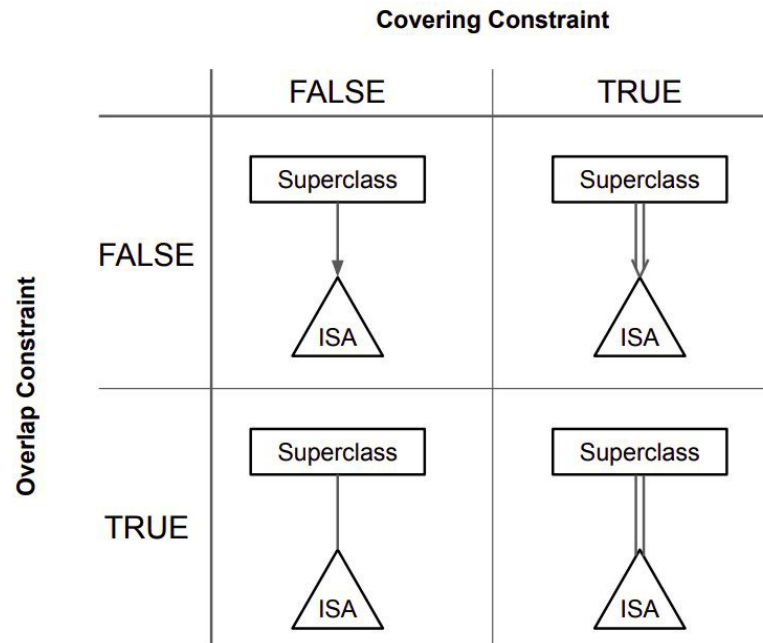 Covering Constraint
FALSE TRUE
Superclass Superclass
FALSE
ISA ISA
Overlap Constraint
Superclass Superclass
TRUE
ISA ISA